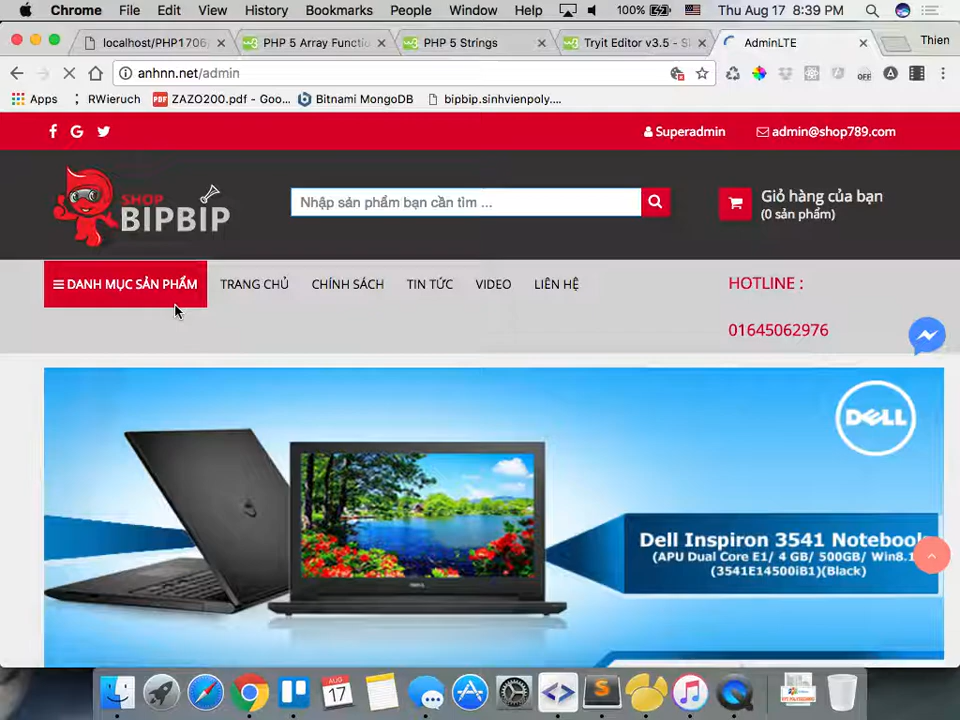 Chrome File Edit View History Bookmarks People Window Help 100% Thu Aug 17 8:39 PM
localhost/PHP1706 PHP 5 Array Functio PHP 5 Strings Tryit Editor v3.5 - S AdminLTE Thien
anhnn.net/admin
Apps RWieruch ZAZO200.pdf - Goo... Bitnami MongoDB bipbip.sinhvienpoly....
Superadmin admin@shop789.com
SHOP
BIPBIP
Nhập sản phẩm bạn cần tìm ...
Giỏ hàng của bạn
(0 sản phẩm)
DANH MỤC SẢN PHẨM TRANG CHỦ CHÍNH SÁCH TIN TỨC VIDEO LIÊN HỆ HOTLINE :
01645062976
DELL
Dell Inspiron 3541 Notebook
(APU Dual Core E1/ 4 GB/ 500GB/ Win8.1
(3541E14500iB1)(Black)
AUG
17